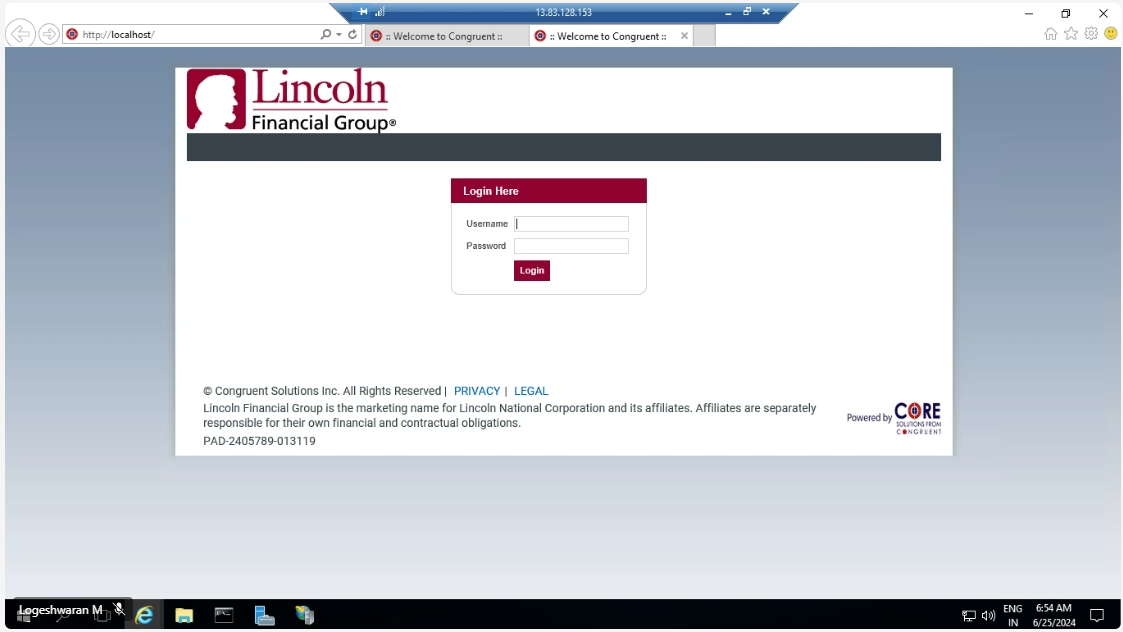 13.83.128.153
http://localhost/
:: Welcome to Congruent ::
:: Welcome to Congruent ::
Lincoln
Financial Group®
Login Here
Username
Password
Login
© Congruent Solutions Inc. All Rights Reserved | PRIVACY | LEGAL
Lincoln Financial Group is the marketing name for Lincoln National Corporation and its affiliates. Affiliates are separately
responsible for their own financial and contractual obligations.
PAD-2405789-013119
Powered by CORE
SOLUTIONS FROM
CONGRUENT
Logeshwaran M
ENG
IN
6:54 AM
6/25/2024